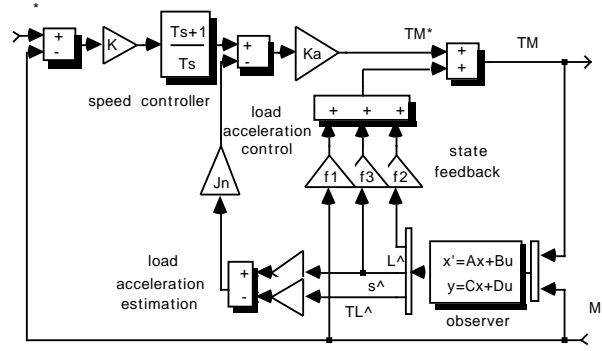 *
+
-
K
Ts+1
Ts
+
-
Ka
TM*
+
+
TM
speed controller
load
acceleration
control
+ + +
state
feedback
Jn
f1
f3
f2
load
acceleration
estimation
+
-
L^
s^
TL^
x'=Ax+Bu
y=Cx+Du
observer
M